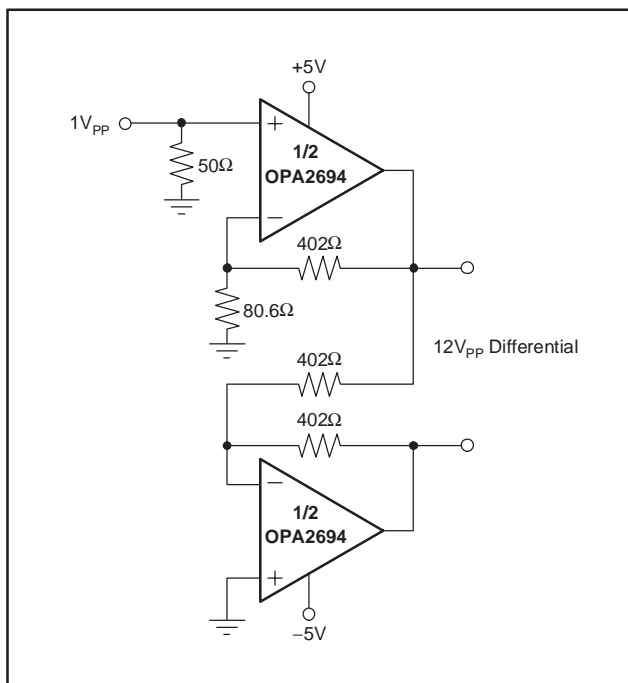 +5V
1V_PP
+
1/2
OPA2694
50Ω
−
402Ω
80.6Ω
12V_PP Differential
402Ω
402Ω
−
1/2
OPA2694
+
−5V